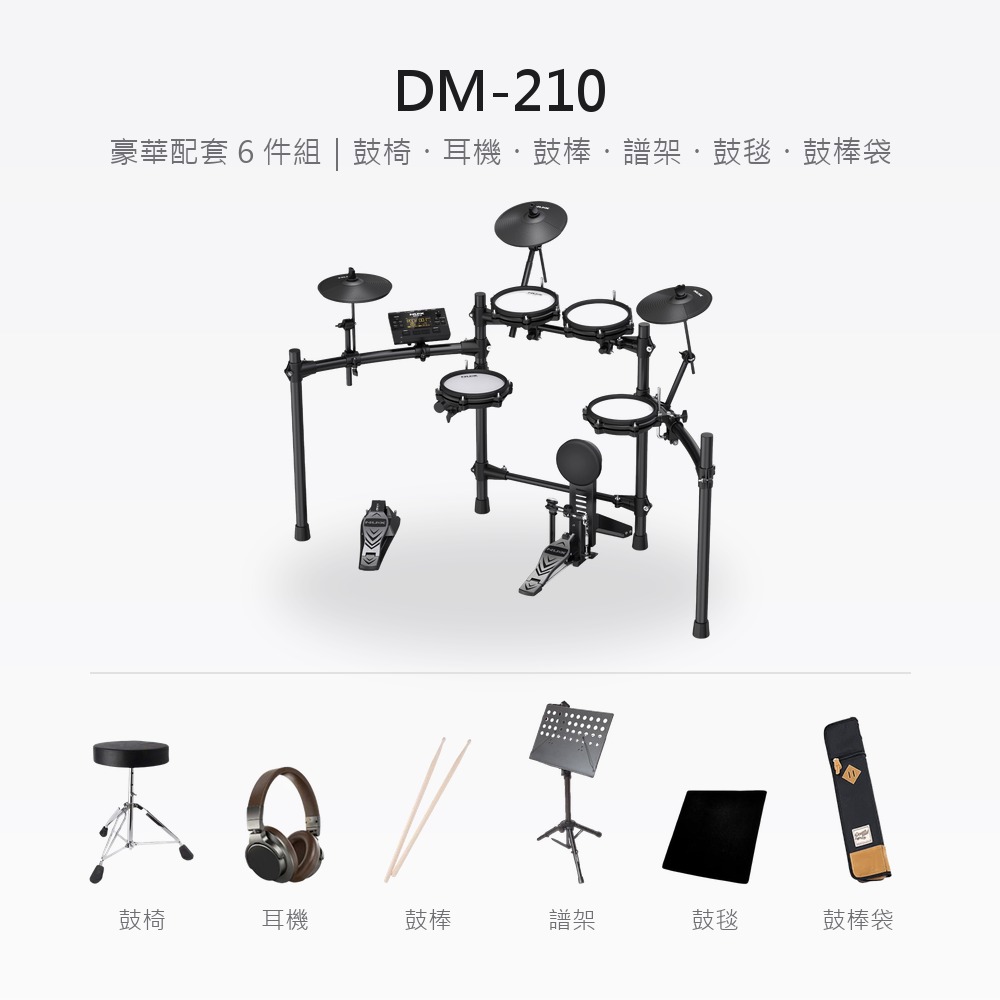 DM-210
豪華配套 6 件組 | 鼓椅 · 耳機 · 鼓棒 · 譜架 · 鼓毯 · 鼓棒袋
鼓椅
耳機
鼓棒
譜架
鼓毯
鼓棒袋